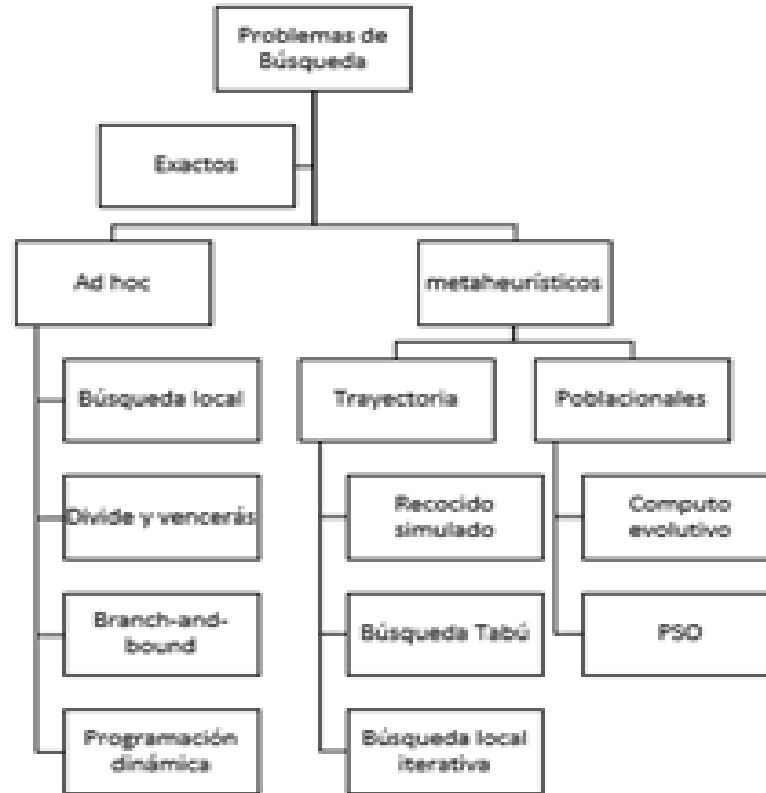 Problemas de
Búsqueda
Exactos
Ad hoc
metaheurísticos
Búsqueda local
Trayectoria
Poblacionales
Divide y vencerás
Recocido
simulado
Computo
evolutivo
Branch-and-
bound
Búsqueda Tabú
PSO
Programación
dinámica
Búsqueda local
iterativa